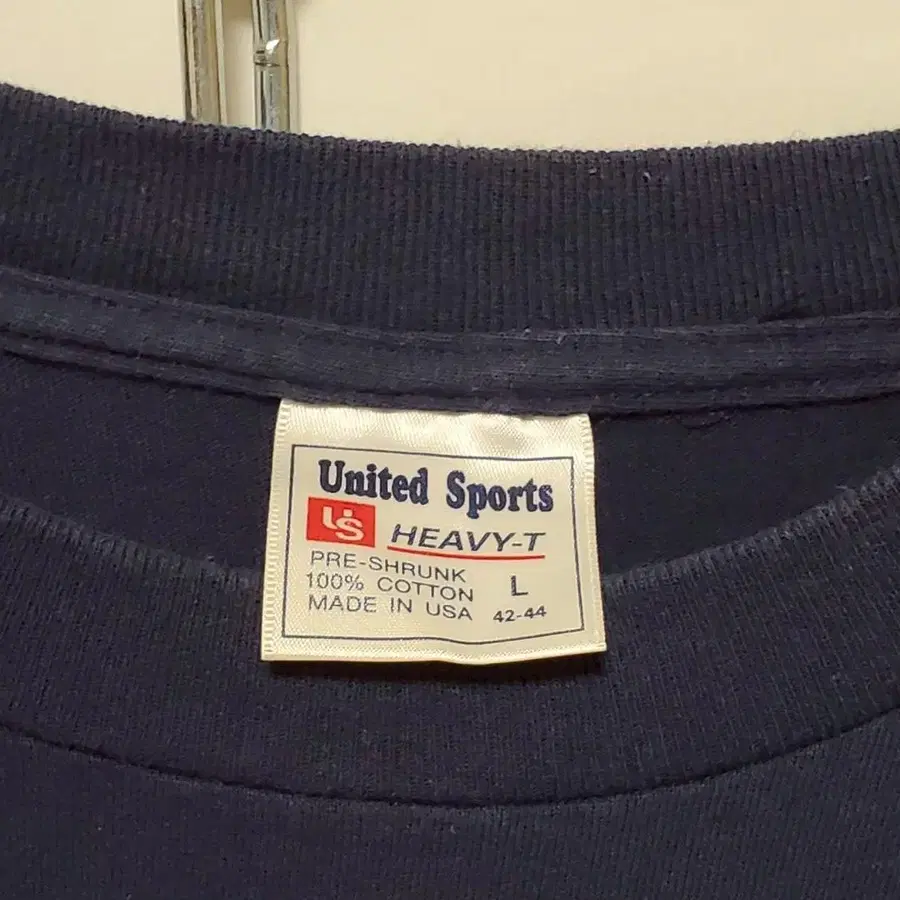 United Sports
US HEAVY-T
PRE-SHRUNK
100% COTTON L
MADE IN USA 42-44